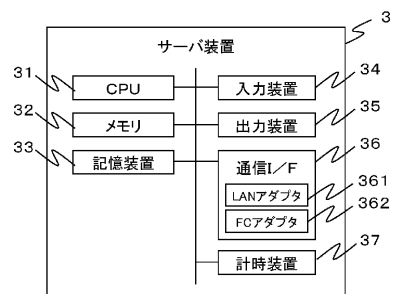 3
サーバ装置
31
CPU
34
入力装置
32
メモリ
35
出力装置
33
記憶装置
36
通信I／F
LANアダプタ
361
FCアダプタ
362
37
計時装置